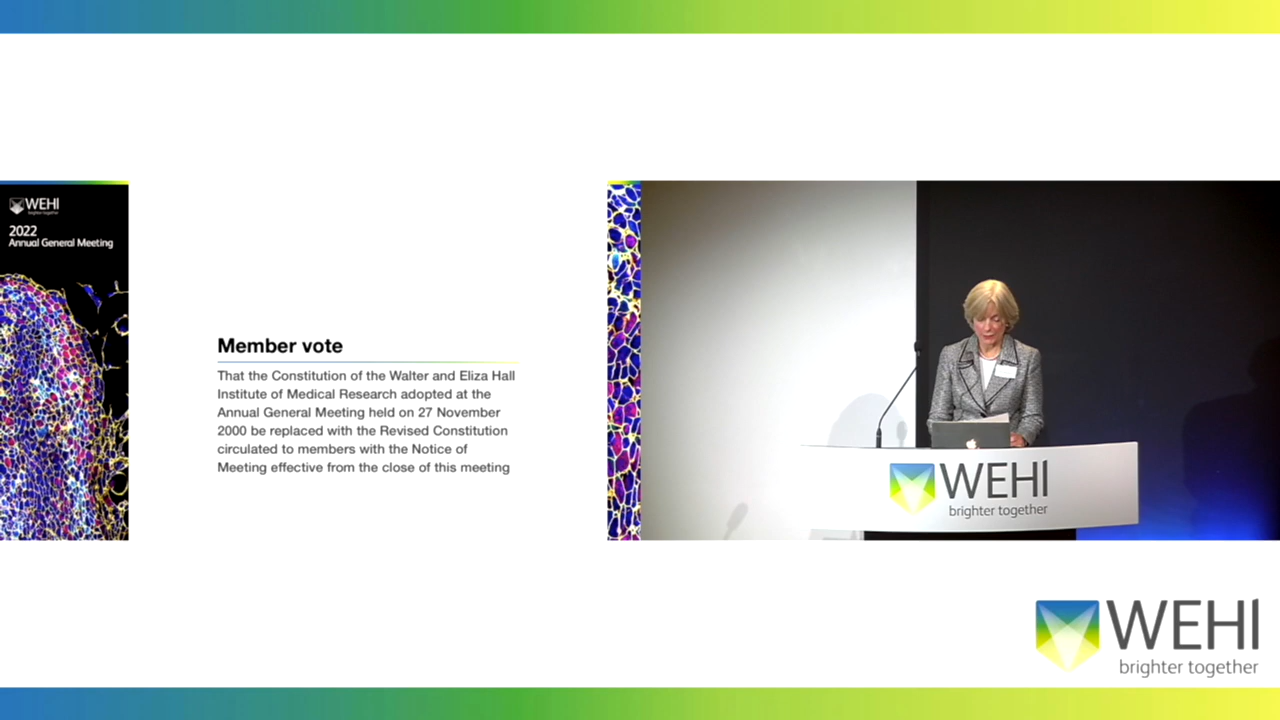 WEHI
brighter together
2022
Annual General Meeting
Member vote
That the Constitution of the Walter and Eliza Hall
Institute of Medical Research adopted at the
Annual General Meeting held on 27 November
2000 be replaced with the Revised Constitution
circulated to members with the Notice of
Meeting effective from the close of this meeting
WEHI
brighter together
WEHI
brighter together